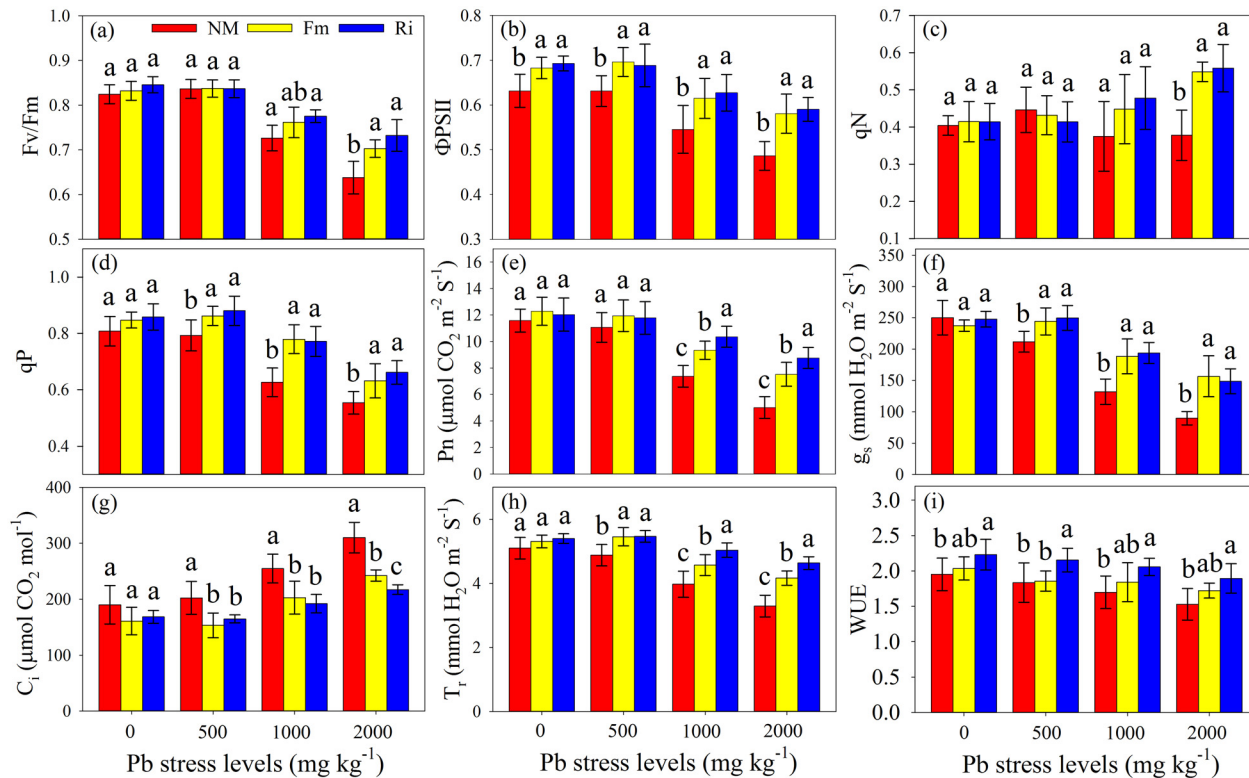 (a) NM Fm Ri
a a a a a a b ab a b a a
1.0
0.9
0.8
0.7
0.6
0.5
Fv/Fm
(b)
b a a b a a b a a b a a
0.8
0.7
0.6
0.5
0.4
0.3
ΦPSII
(c)
a a a a a a a a a b a a
0.7
0.6
0.5
0.4
0.3
0.2
0.1
qN
(d)
a a a b a a b a a b a a
1.0
0.8
0.6
0.4
qP
(e)
a a a a a a c b a c b a
16
14
12
10
8
6
4
2
0
Pn (μmol CO2 m-2 S-1)
(f)
a a a b a a b a a b a a
350
300
250
200
150
100
50
0
gs (mmol H2O m-2 S-1)
(g)
a a a a b b a b b a b c
400
300
200
100
0
Ci (μmol CO2 mol-1)
0 500 1000 2000
Pb stress levels (mg kg-1)
(h)
a a a b a a c b a c b a
6
4
2
0
Tr (mmol H2O m-2 S-1)
0 500 1000 2000
Pb stress levels (mg kg-1)
(i)
b ab a b b a b ab a b ab a
3.0
2.5
2.0
1.5
1.0
0.5
0.0
WUE
0 500 1000 2000
Pb stress levels (mg kg-1)